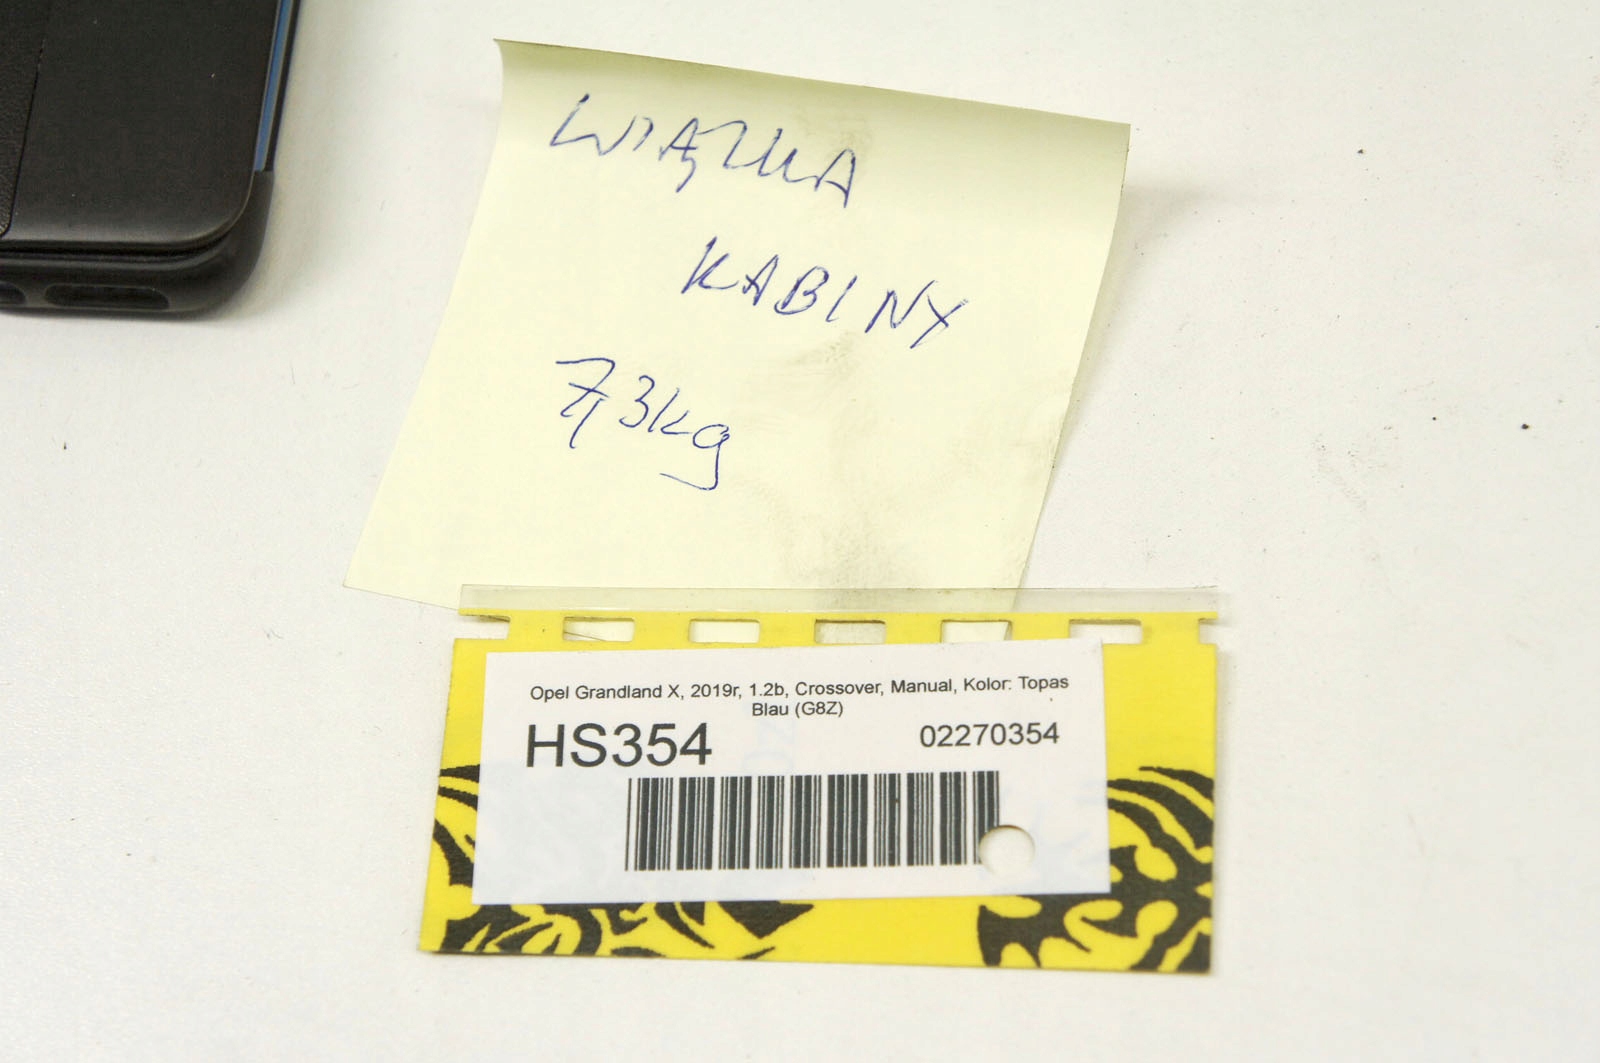 WIĄZKA
KABINY
7,3kg
Opel Grandland X, 2019r, 1.2b, Crossover, Manual, Kolor: Topas
Blau (G8Z)
HS354
02270354